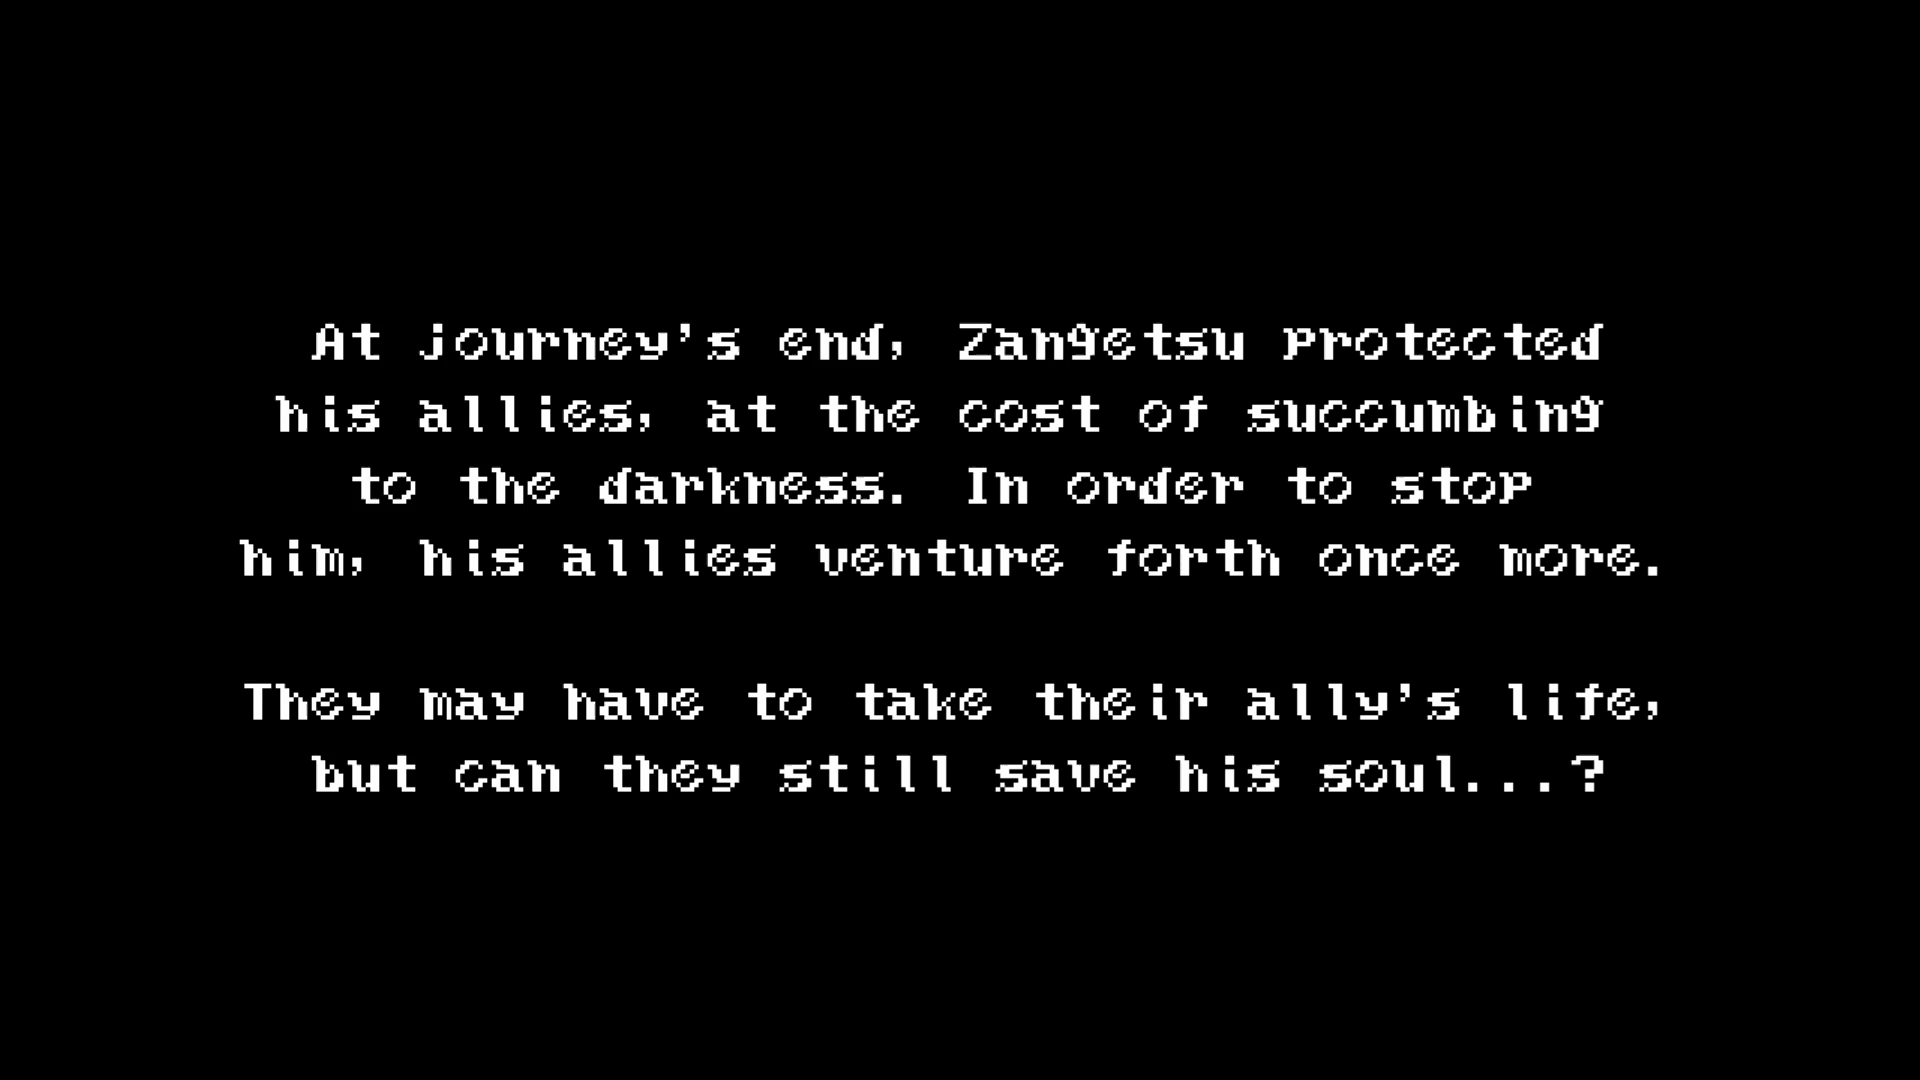 At journey's end, Zangetsu protected
his allies, at the cost of succumbing
to the darkness. In order to stop
him, his allies venture forth once more.
They may have to take their ally's life,
but can they still save his soul...?